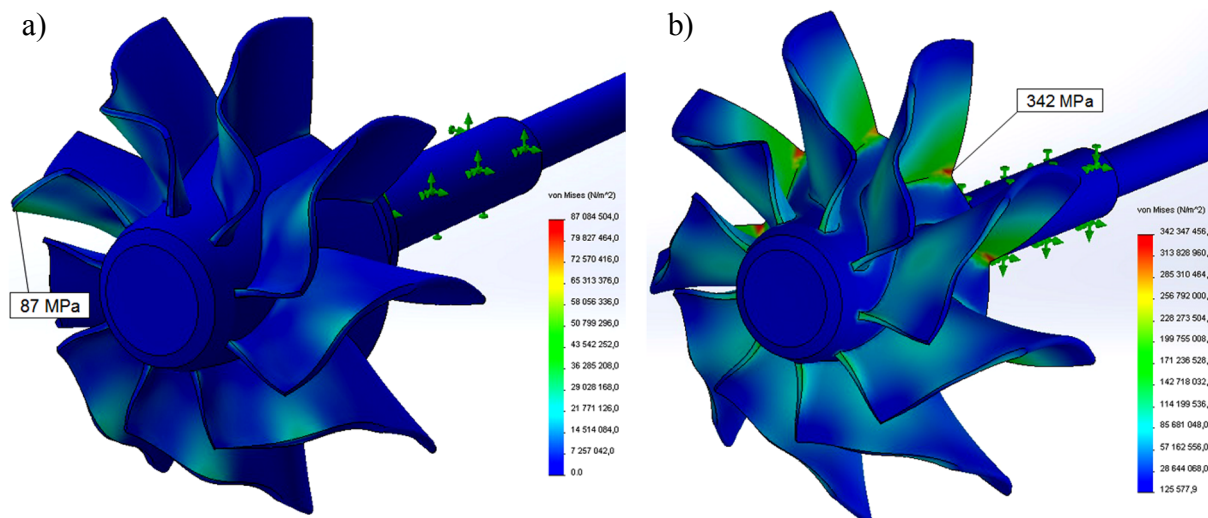 a)
87 MPa
von Mises (N/m^2)
87 084 504,0
79 827 464,0
72 570 416,0
65 313 376,0
58 056 336,0
50 799 296,0
43 542 252,0
36 285 208,0
29 028 168,0
21 771 126,0
14 514 084,0
7 257 042,0
0.0
b)
342 MPa
von Mises (N/m^2)
342 347 456,
313 828 960,
285 310 464,
256 792 000,
228 273 504,
199 755 008,
171 236 528,
142 718 032,
114 199 536,
85 681 048,0
57 162 556,0
28 644 068,0
125 577,9